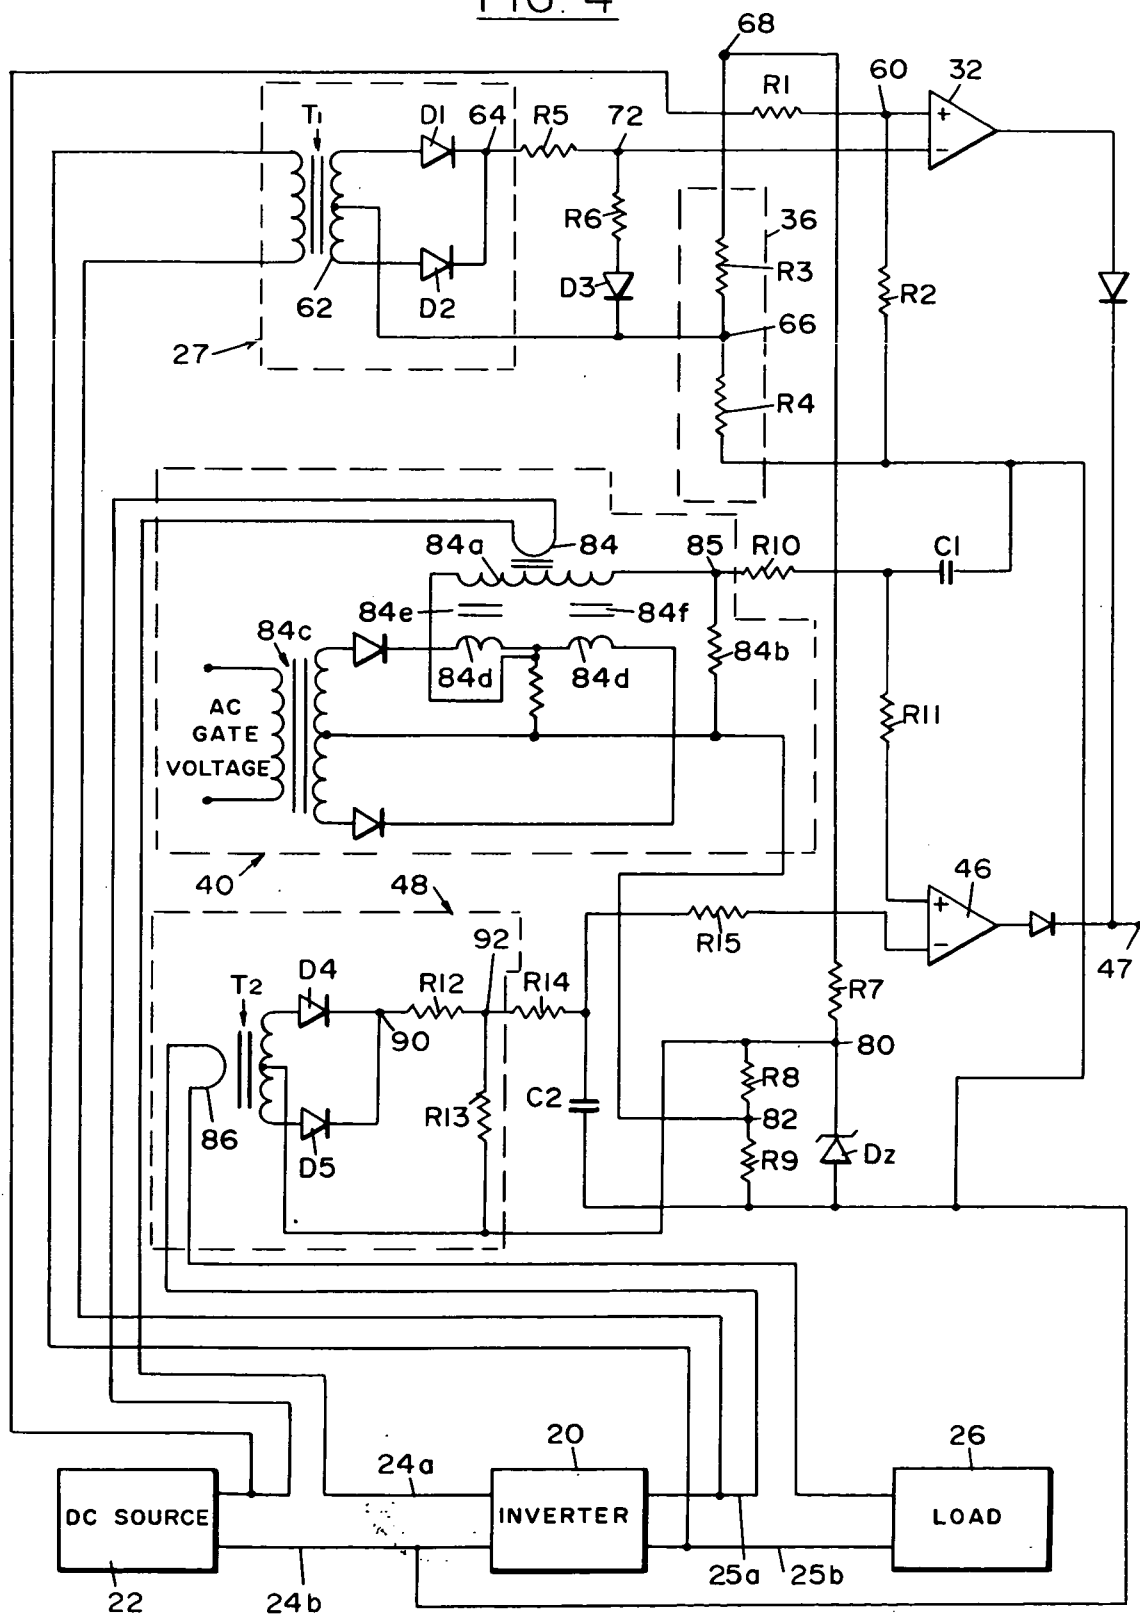 FIG. 4
68
R1
60
32
T1
D1
64
R5
72
+
−
R6
36
R3
D3
66
R2
62
D2
27
R4
84a
84
85
R10
C1
84e
84f
84c
84d
84d
84b
AC
GATE
VOLTAGE
R11
40
48
46
+
−
92
R15
47
T2
D4
R12
R14
R7
90
80
R8
C2
82
R13
86
D5
R9
Dz
24a
20
26
DC SOURCE
INVERTER
LOAD
22
24b
25a
25b